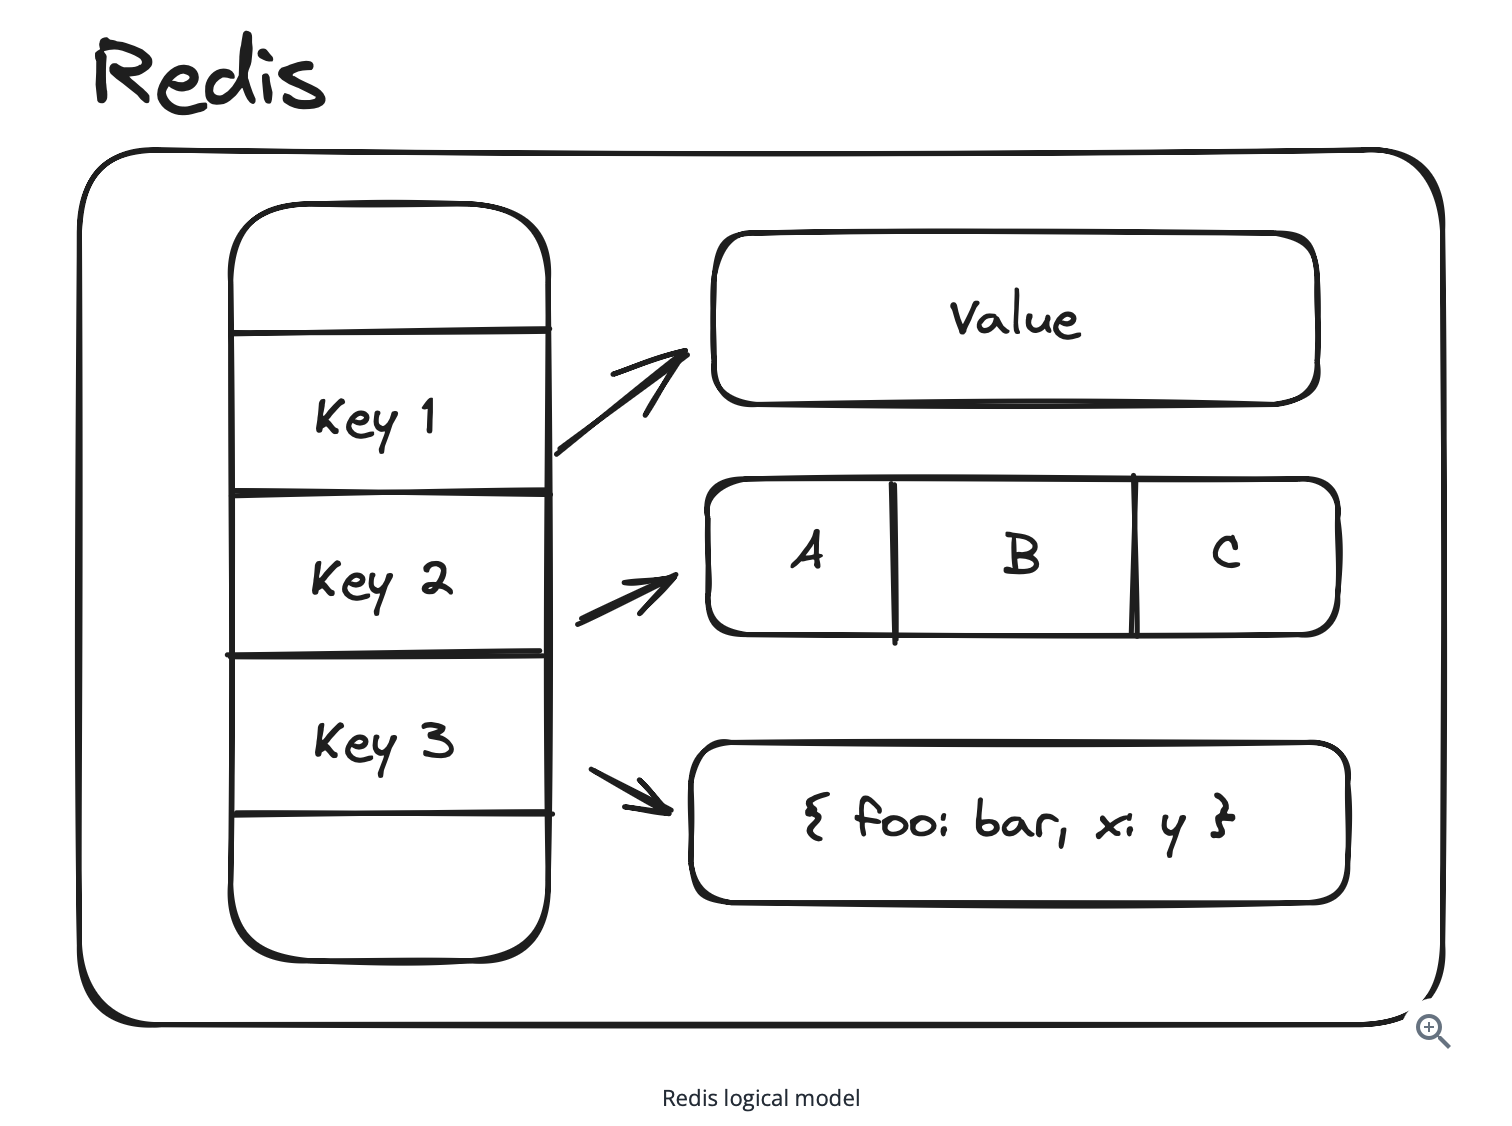 Redis
Key 1
Value
Key 2
A
B
C
Key 3
{ foo: bar, x: y }
Redis logical model